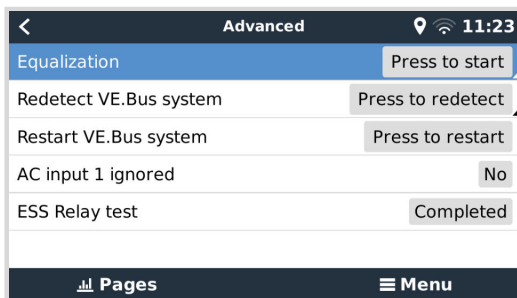 Advanced 11:23
Equalization Press to start
Redetect VE.Bus system Press to redetect
Restart VE.Bus system Press to restart
AC input 1 ignored No
ESS Relay test Completed
Pages Menu